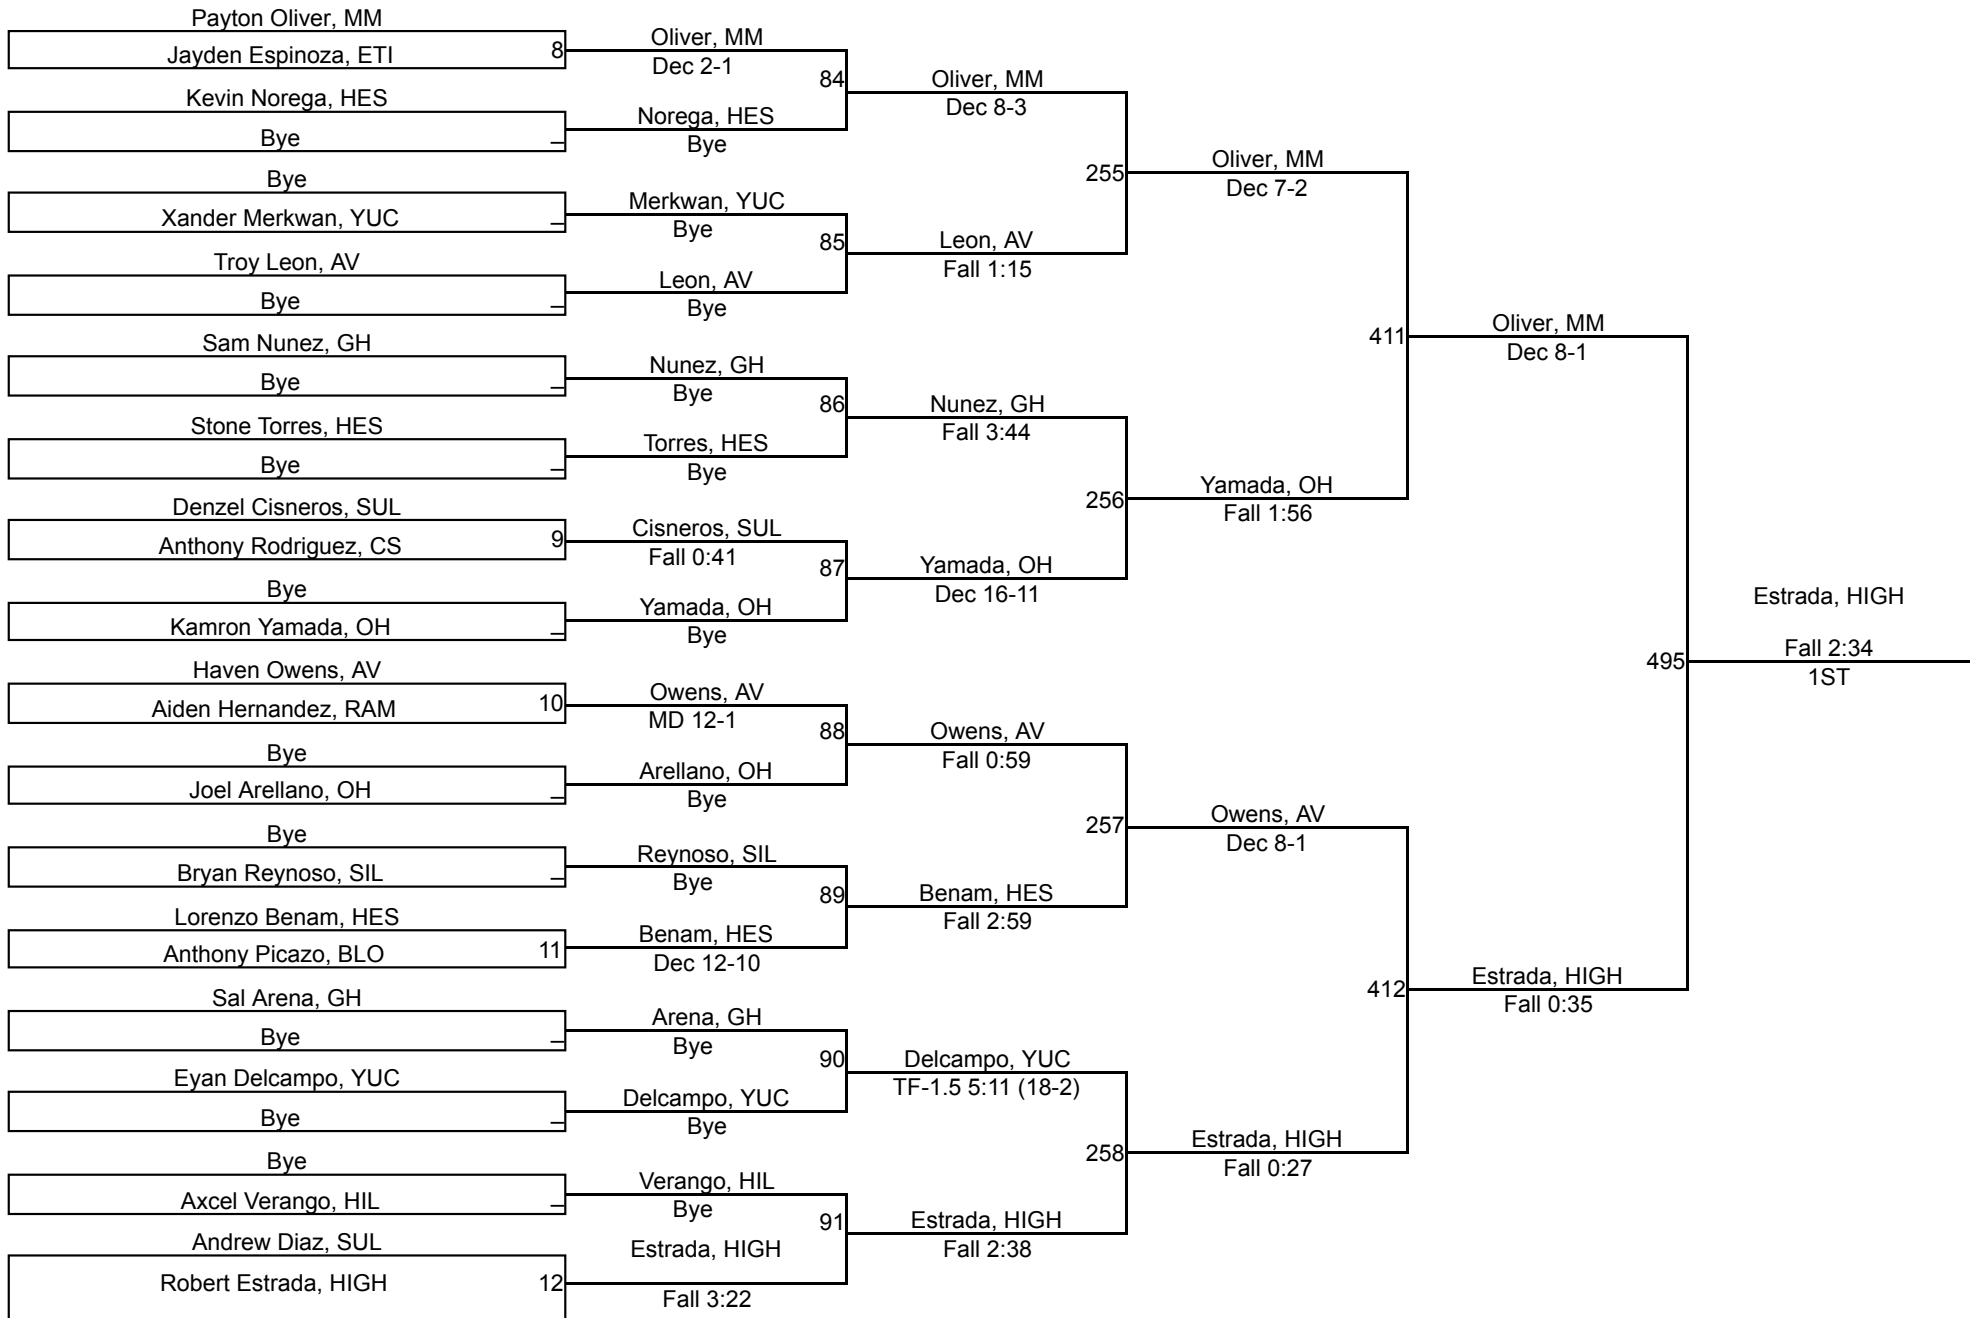 Payton Oliver, MM
Jayden Espinoza, ETI 8
Kevin Norega, HES
Bye _
Bye
Xander Merkwan, YUC _
Troy Leon, AV
Bye _
Sam Nunez, GH
Bye _
Stone Torres, HES
Bye _
Denzel Cisneros, SUL
Anthony Rodriguez, CS 9
Bye
Kamron Yamada, OH _
Haven Owens, AV
Aiden Hernandez, RAM 10
Bye
Joel Arellano, OH _
Bye
Bryan Reynoso, SIL _
Lorenzo Benam, HES
Anthony Picazo, BLO 11
Sal Arena, GH
Bye _
Eyan Delcampo, YUC
Bye _
Bye
Axcel Verango, HIL _
Andrew Diaz, SUL
Robert Estrada, HIGH 12
Oliver, MM
Dec 2-1
84
Norega, HES
Bye
Merkwan, YUC
Bye
85
Leon, AV
Bye
Nunez, GH
Bye
86
Torres, HES
Bye
Cisneros, SUL
Fall 0:41
87
Yamada, OH
Bye
Owens, AV
MD 12-1
88
Arellano, OH
Bye
Reynoso, SIL
Bye
89
Benam, HES
Dec 12-10
Arena, GH
Bye
90
Delcampo, YUC
Bye
Verango, HIL
Bye
91
Estrada, HIGH
Fall 3:22
Oliver, MM
Dec 8-3
255
Leon, AV
Fall 1:15
Nunez, GH
Fall 3:44
256
Yamada, OH
Dec 16-11
Owens, AV
Fall 0:59
257
Benam, HES
Fall 2:59
Delcampo, YUC
TF-1.5 5:11 (18-2)
258
Estrada, HIGH
Fall 2:38
Oliver, MM
Dec 7-2
411
Yamada, OH
Fall 1:56
Owens, AV
Dec 8-1
412
Estrada, HIGH
Fall 0:27
Oliver, MM
Dec 8-1
495
Estrada, HIGH
Fall 0:35
Estrada, HIGH
Fall 2:34
1ST